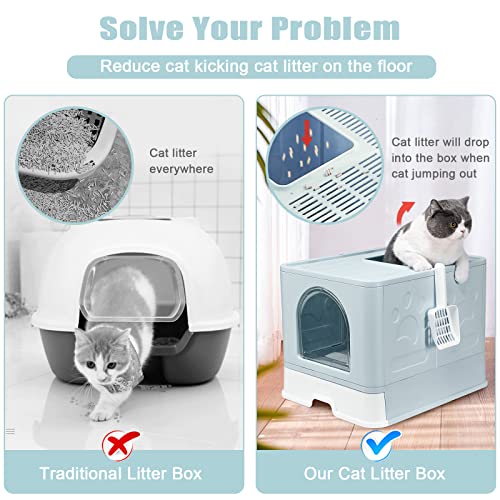 Solve Your Problem
Reduce cat kicking cat litter on the floor
Cat litter
everywhere
Cat litter will drop
into the box when
cat jumping out
Traditional Litter Box
Our Cat Litter Box